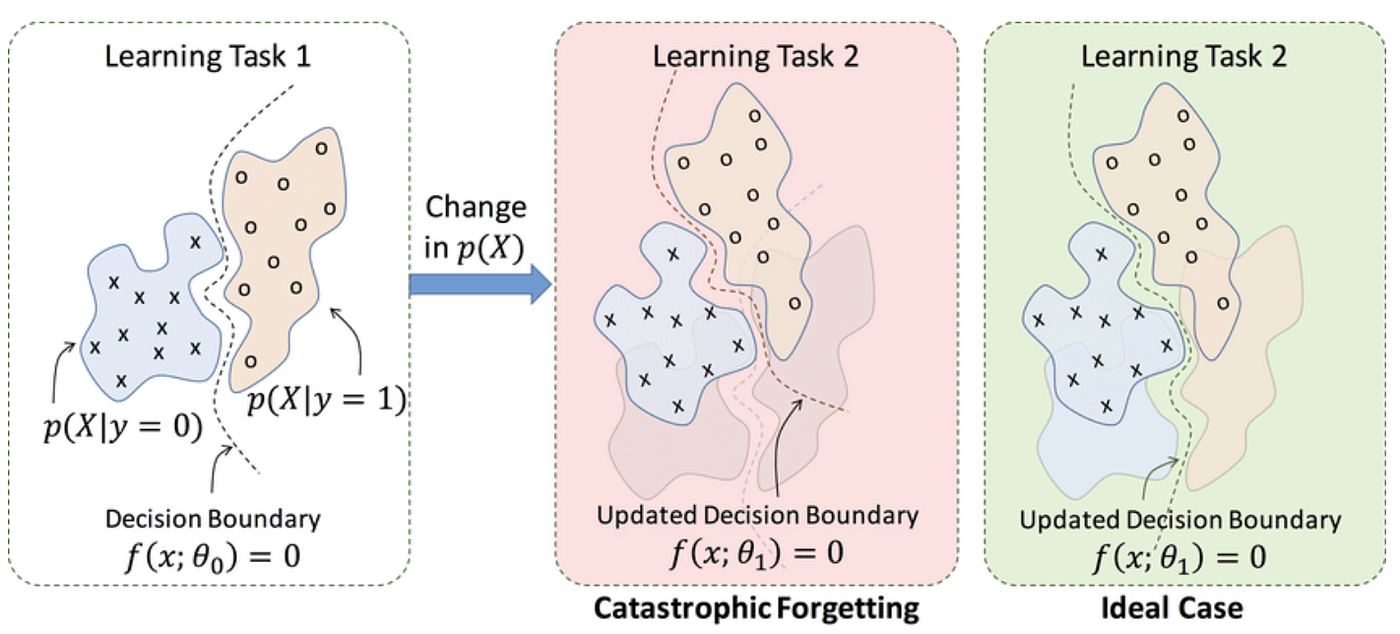 Learning Task 1
p(X|y = 0)
p(X|y = 1)
Decision Boundary
f(x; θ₀) = 0
Change
in p(X)
Learning Task 2
Updated Decision Boundary
f(x; θ₁) = 0
Catastrophic Forgetting
Learning Task 2
Updated Decision Boundary
f(x; θ₁) = 0
Ideal Case